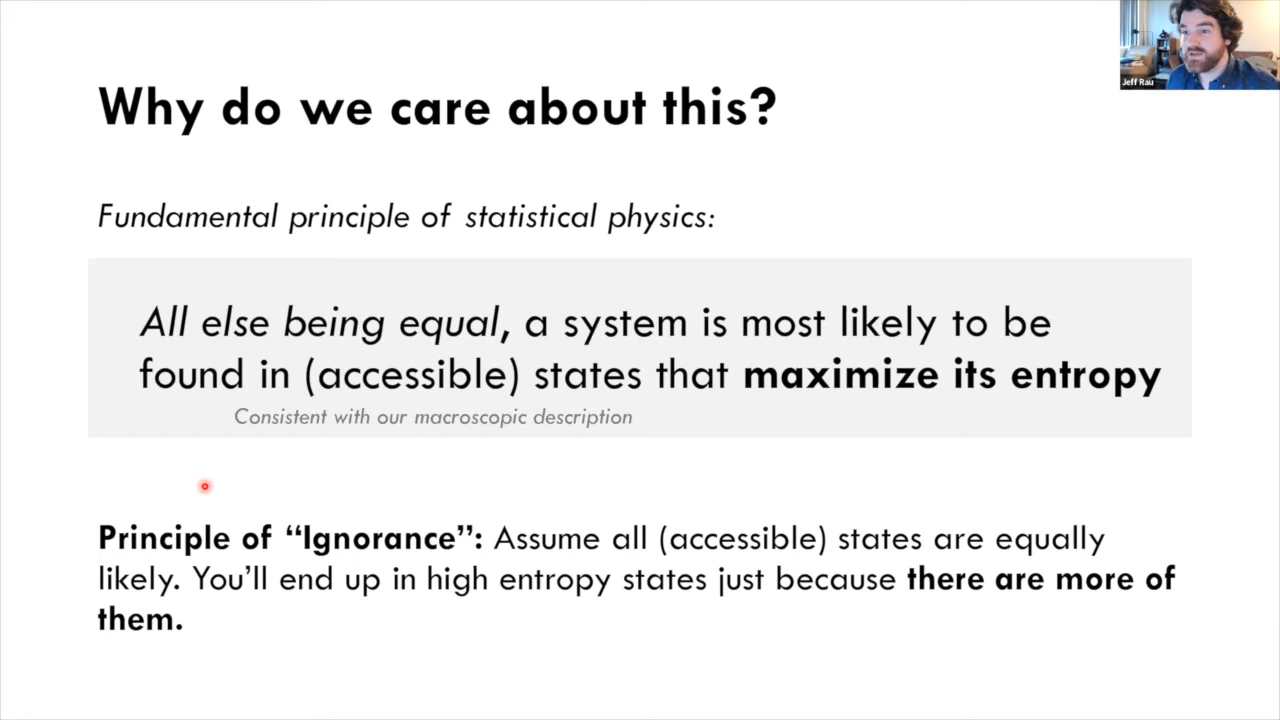 Jeff Rau
Why do we care about this?
Fundamental principle of statistical physics:
All else being equal, a system is most likely to be
found in (accessible) states that maximize its entropy
Consistent with our macroscopic description
Principle of “Ignorance”: Assume all (accessible) states are equally
likely. You’ll end up in high entropy states just because there are more of
them.